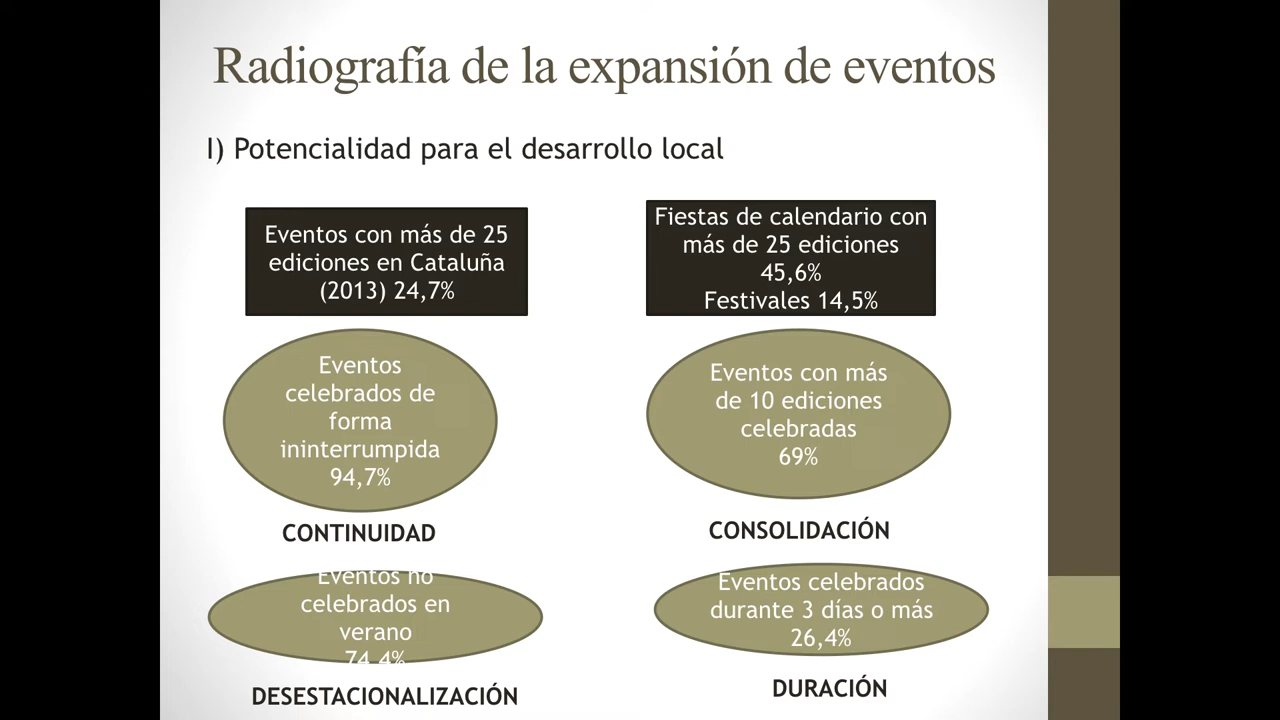 Radiografía de la expansión de eventos
I) Potencialidad para el desarrollo local
Eventos con más de 25
ediciones en Cataluña
(2013) 24,7%
Fiestas de calendario con
más de 25 ediciones
45,6%
Festivales 14,5%
Eventos
celebrados de
forma
ininterrumpida
94,7%
Eventos con más
de 10 ediciones
celebradas
69%
CONTINUIDAD
CONSOLIDACIÓN
Eventos no
celebrados en
verano
74,4%
Eventos celebrados
durante 3 días o más
26,4%
DESESTACIONALIZACIÓN
DURACIÓN